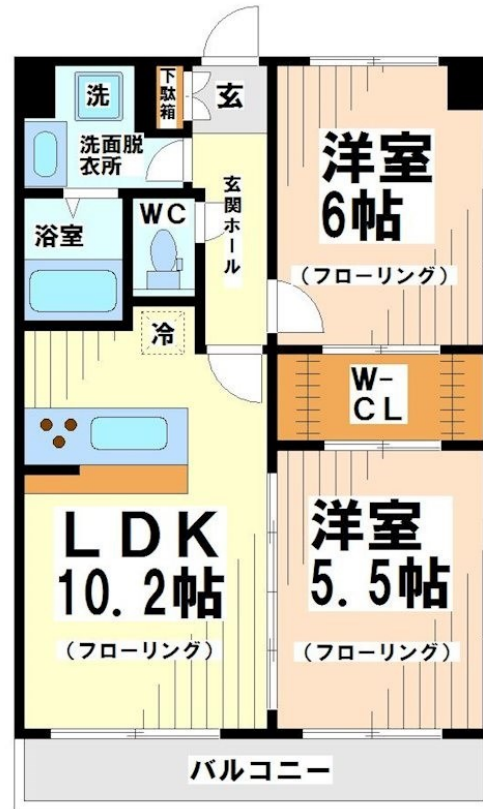 洗
下
駄
箱
玄
洗面脱
衣所
玄関ホール
浴室
WC
洋室
6帖
(フローリング)
冷
W-
CL
LDK
10.2帖
(フローリング)
洋室
5.5帖
(フローリング)
バルコニー